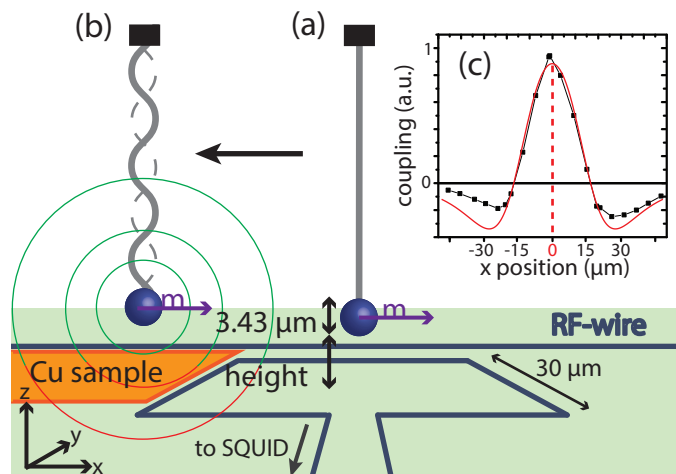 (b)
(a)
(c)
coupling (a.u.)
1
0
-30
-15
0
15
30
x position (μm)
m
m
3.43 μm
RF-wire
Cu sample
height
30 μm
z
y
x
to SQUID